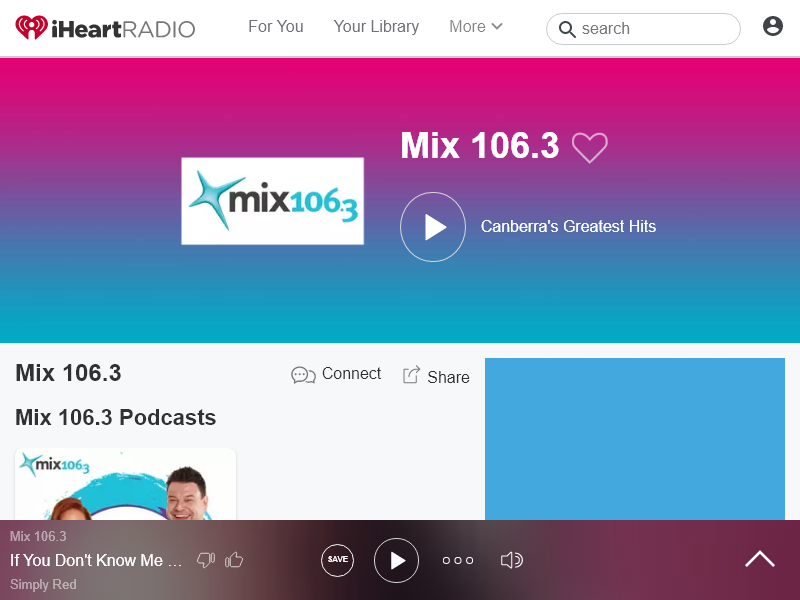 iHeartRADIO
For You
Your Library
More
search
Mix 106.3
mix106.3
Canberra's Greatest Hits
Mix 106.3
Connect
Share
Mix 106.3 Podcasts
mix106.3
Mix 106.3
If You Don't Know Me ...
SAVE
Simply Red